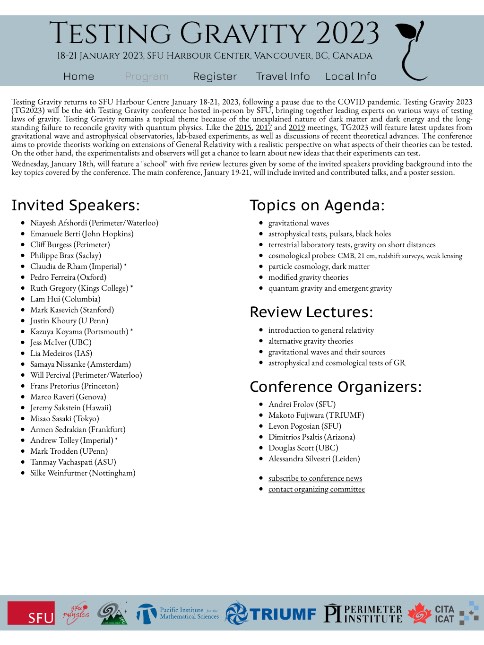 Testing Gravity 2023
18-21 January 2023, SFU Harbour Center, Vancouver, BC, Canada
Home Program Register Travel Info Local Info
Testing Gravity returns to SFU Harbour Centre January 18-21, 2023, following a pause due to the COVID pandemic. Testing Gravity 2023
(TG2023) will be the 4th Testing Gravity conference hosted in-person by SFU, bringing together leading experts on various ways of testing
laws of gravity. Testing Gravity remains a topical theme because of the unexplained nature of dark matter and dark energy and the long-
standing failure to reconcile gravity with quantum physics. Like the 2015, 2017 and 2019 meetings, TG2023 will feature latest updates from
gravitational wave and astrophysical observatories, lab-based experiments, as well as discussions of recent theoretical advances. The conference
aims to provide theorists working on extensions of General Relativity with a realistic perspective on what aspects of their theories can be tested.
On the other hand, the experimentalists and observers will get a chance to learn about new ideas that their experiments can test.
Wednesday, January 18th, will feature a "school" with five review lectures given by some of the invited speakers providing background into the
key topics covered by the conference. The main conference, January 19-21, will include invited and contributed talks, and a poster session.
Invited Speakers:
Niayesh Afshordi (Perimeter/Waterloo)
Emanuele Berti (John Hopkins)
Cliff Burgess (Perimeter)
Philippe Brax (Saclay)
Claudia de Rham (Imperial) *
Pedro Ferreira (Oxford)
Ruth Gregory (Kings College) *
Lam Hui (Columbia)
Mark Kasevich (Stanford)
Justin Khoury (U Penn)
Kazuya Koyama (Portsmouth) *
Jess McIver (UBC)
Lia Medeiros (IAS)
Samaya Nissanke (Amsterdam)
Will Percival (Perimeter/Waterloo)
Frans Pretorius (Princeton)
Marco Raveri (Genova)
Jeremy Sakstein (Hawaii)
Misao Sasaki (Tokyo)
Armen Sedrakian (Frankfurt)
Andrew Tolley (Imperial) *
Mark Trodden (UPenn)
Tanmay Vachaspati (ASU)
Silke Weinfurtner (Nottingham)
Topics on Agenda:
gravitational waves
astrophysical tests, pulsars, black holes
terrestrial laboratory tests, gravity on short distances
cosmological probes: CMB, 21 cm, redshift surveys, weak lensing
particle cosmology, dark matter
modified gravity theories
quantum gravity and emergent gravity
Review Lectures:
introduction to general relativity
alternative gravity theories
gravitational waves and their sources
astrophysical and cosmological tests of GR
Conference Organizers:
Andrei Frolov (SFU)
Makoto Fujiwara (TRIUMF)
Levon Pogosian (SFU)
Dimitrios Psaltis (Arizona)
Douglas Scott (UBC)
Alessandra Silvestri (Leiden)
subscribe to conference news
contact organizing committee
SFU
physics
Pacific Institute for the
Mathematical Sciences
TRIUMF
PI PERIMETER
INSTITUTE
CITA
ICAT